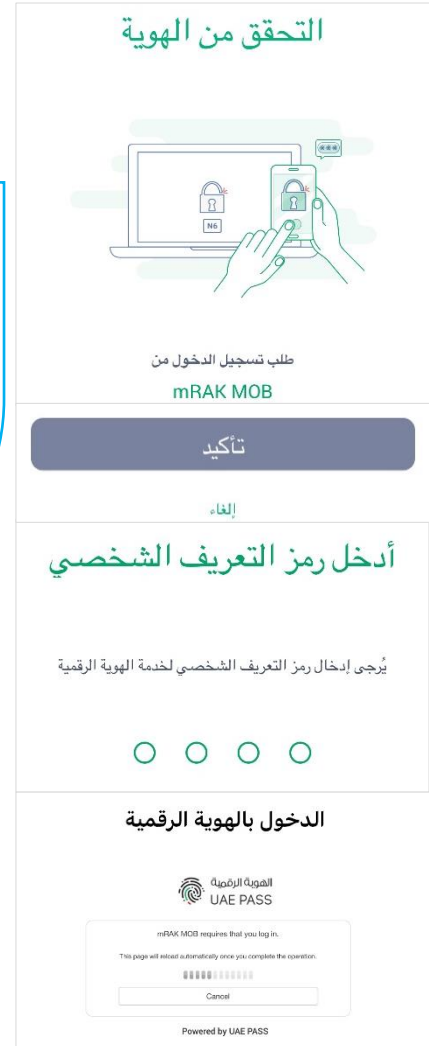 التحقق من الهوية
N6
طلب تسجيل الدخول من
mRAK MOB
تأكيد
إلغاء
أدخل رمز التعريف الشخصي
يُرجى إدخال رمز التعريف الشخصي لخدمة الهوية الرقمية
الدخول بالهوية الرقمية
الهوية الرقمية
UAE PASS
mRAK MOB requires that you log in.
This page will reload automatically once you complete the operation.
Cancel
Powered by UAE PASS